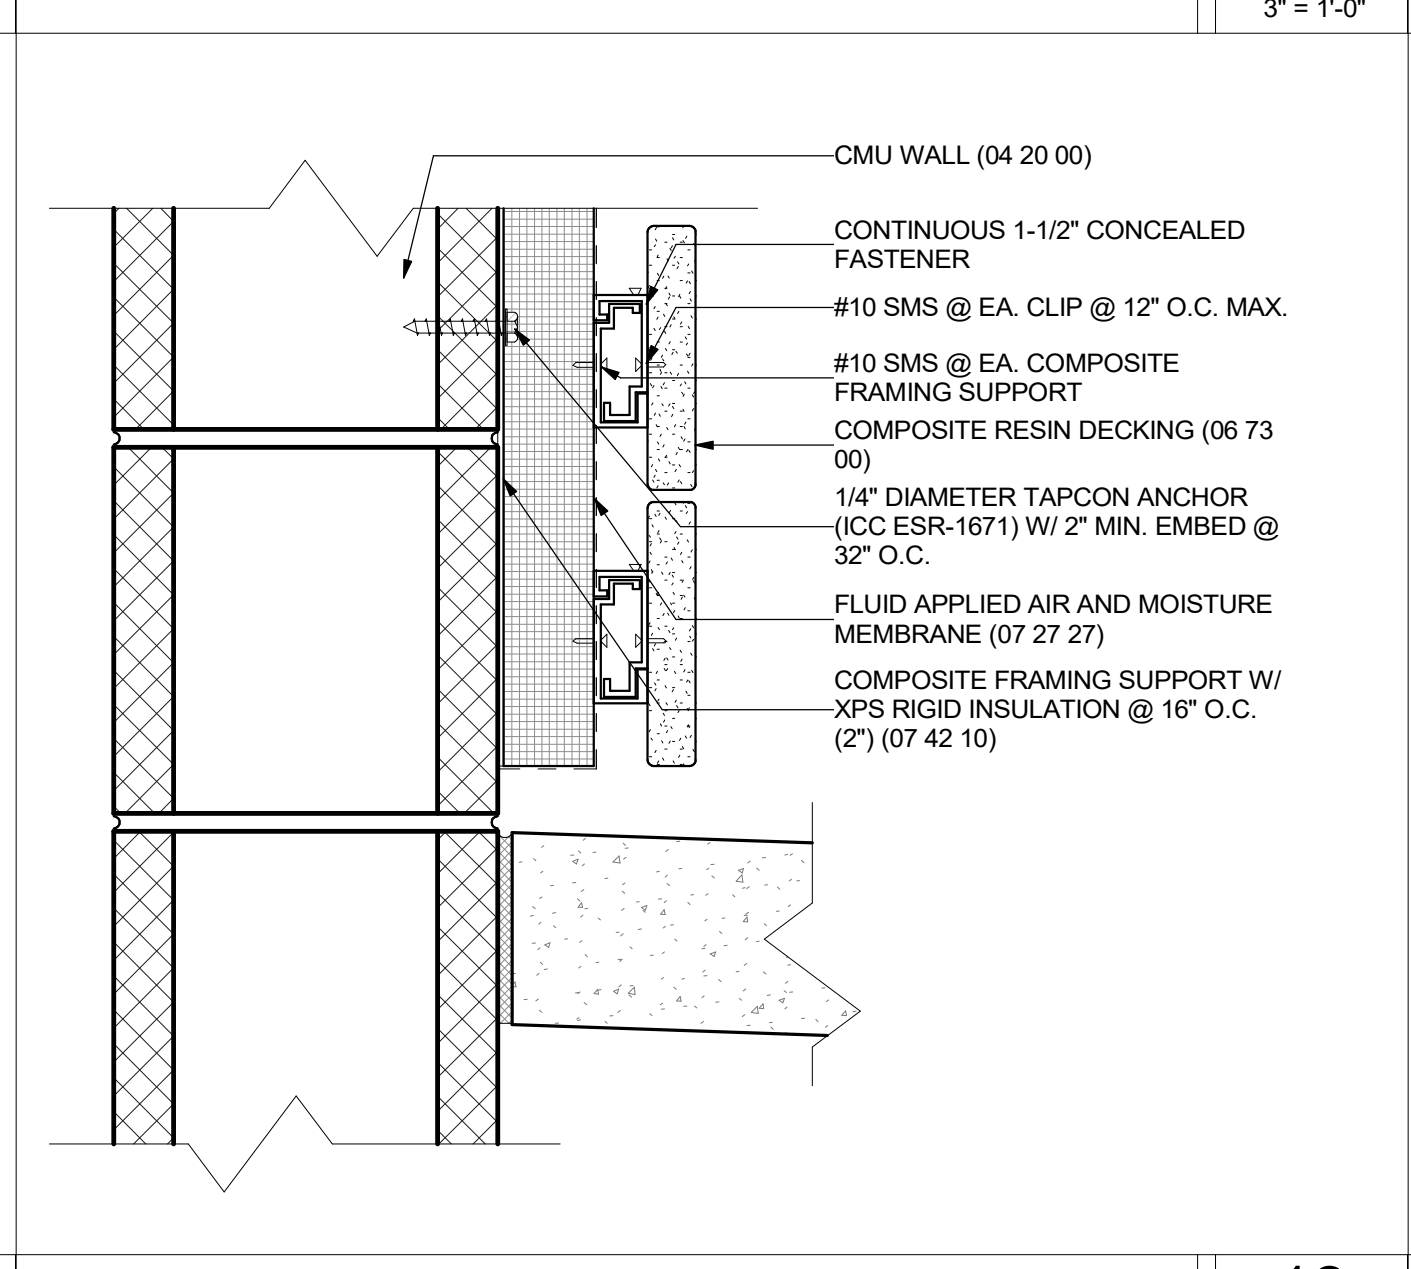 3" = 1'-0"
CMU WALL (04 20 00)
CONTINUOUS 1-1/2" CONCEALED
FASTENER
#10 SMS @ EA. CLIP @ 12" O.C. MAX.
#10 SMS @ EA. COMPOSITE
FRAMING SUPPORT
COMPOSITE RESIN DECKING (06 73
00)
1/4" DIAMETER TAPCON ANCHOR
(ICC ESR-1671) W/ 2" MIN. EMBED @
32" O.C.
FLUID APPLIED AIR AND MOISTURE
MEMBRANE (07 27 27)
COMPOSITE FRAMING SUPPORT W/
XPS RIGID INSULATION @ 16" O.C.
(2") (07 42 10)